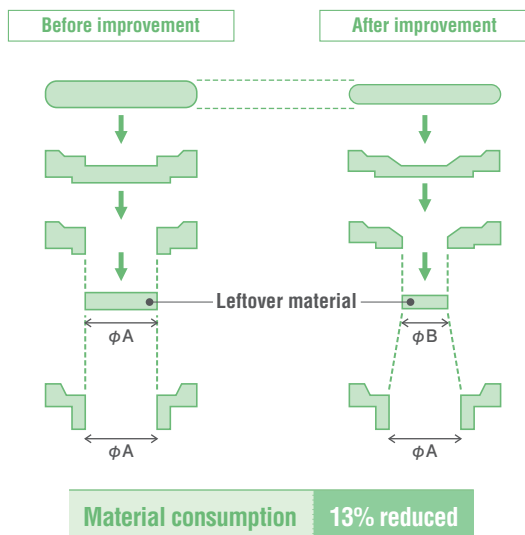 Before improvement
After improvement
Leftover material
φA
φB
φA
φA
Material consumption
13% reduced